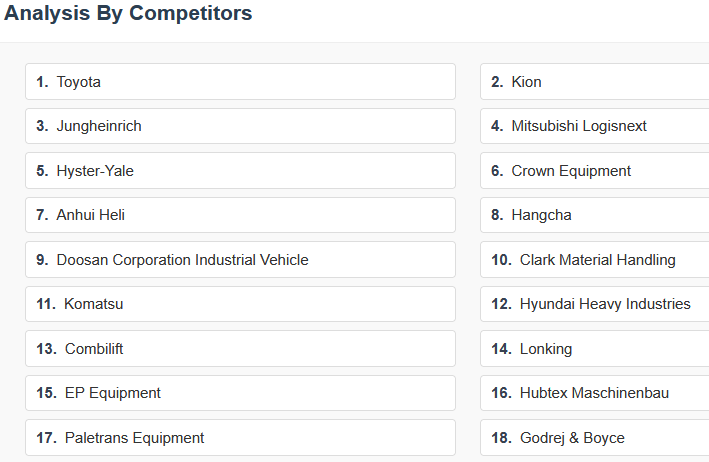 Analysis By Competitors
1. Toyota
2. Kion
3. Jungheinrich
4. Mitsubishi Logisnext
5. Hyster-Yale
6. Crown Equipment
7. Anhui Heli
8. Hangcha
9. Doosan Corporation Industrial Vehicle
10. Clark Material Handling
11. Komatsu
12. Hyundai Heavy Industries
13. Combilift
14. Lonking
15. EP Equipment
16. Hubtex Maschinenbau
17. Paletrans Equipment
18. Godrej & Boyce